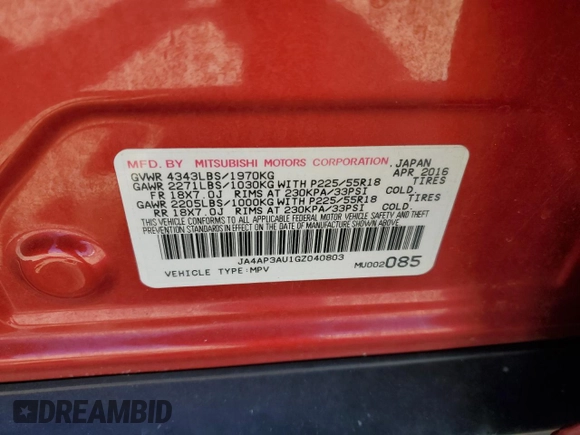 MFD. BY MITSUBISHI MOTORS CORPORATION, JAPAN
GVWR 4343LBS/1970KG APR 2016
GAWR 2271LBS/1030KG WITH P225/55R18 TIRES
FR 18X7.0J RIMS AT 230KPA/33PSI COLD.
GAWR 2205LBS/1000KG WITH P225/55R18 TIRES
RR 18X7.0J RIMS AT 230KPA/33PSI COLD
THIS VEHICLE CONFORMS TO ALL APPLICABLE FEDERAL MOTOR VEHICLE SAFETY AND THEFT PREVENTION
STANDARDS IN EFFECT ON THE DATE OF MANUFACTURE SHOWN ABOVE.
JA4AP3AU1GZ040803
VEHICLE TYPE:MPV MU002085
DREAMBID